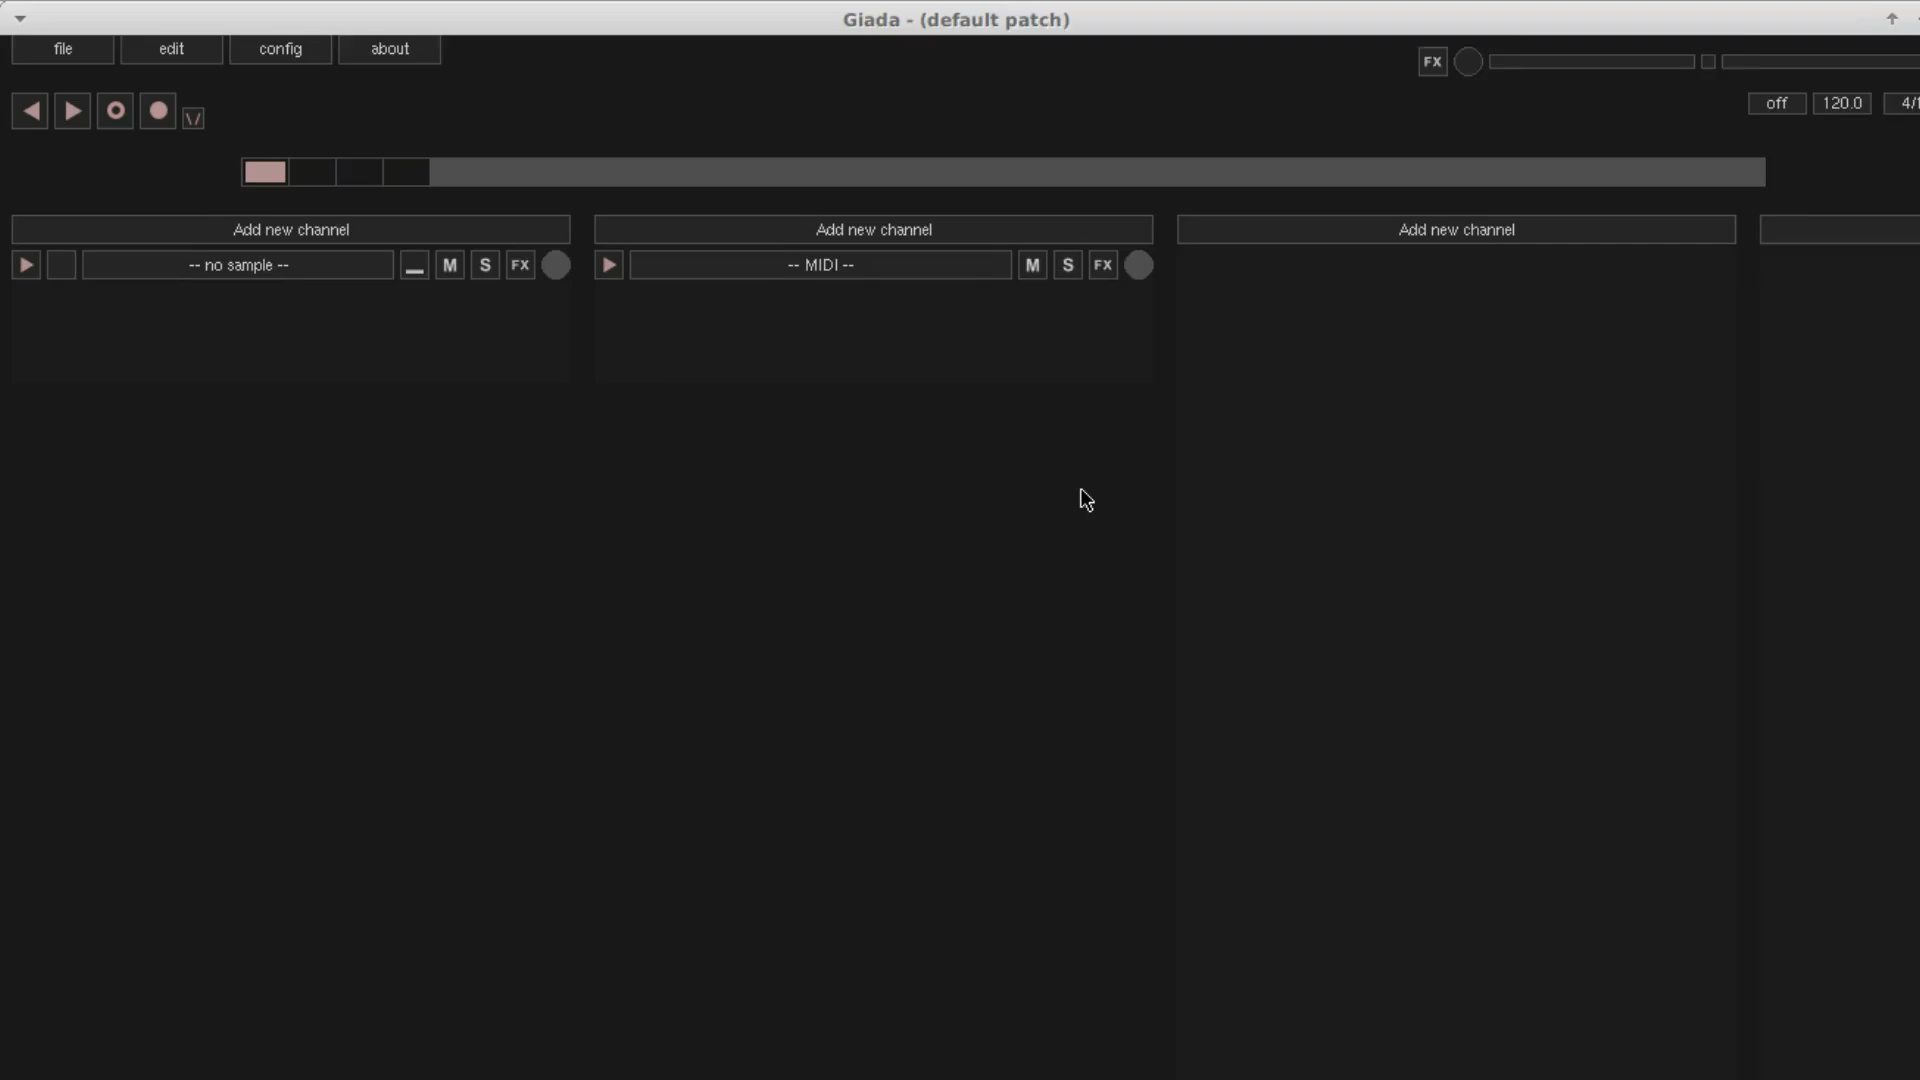 Giada - (default patch)
file edit config about
FX
off 120.0 4/
Add new channel Add new channel Add new channel
-- no sample -- M S FX -- MIDI -- M S FX